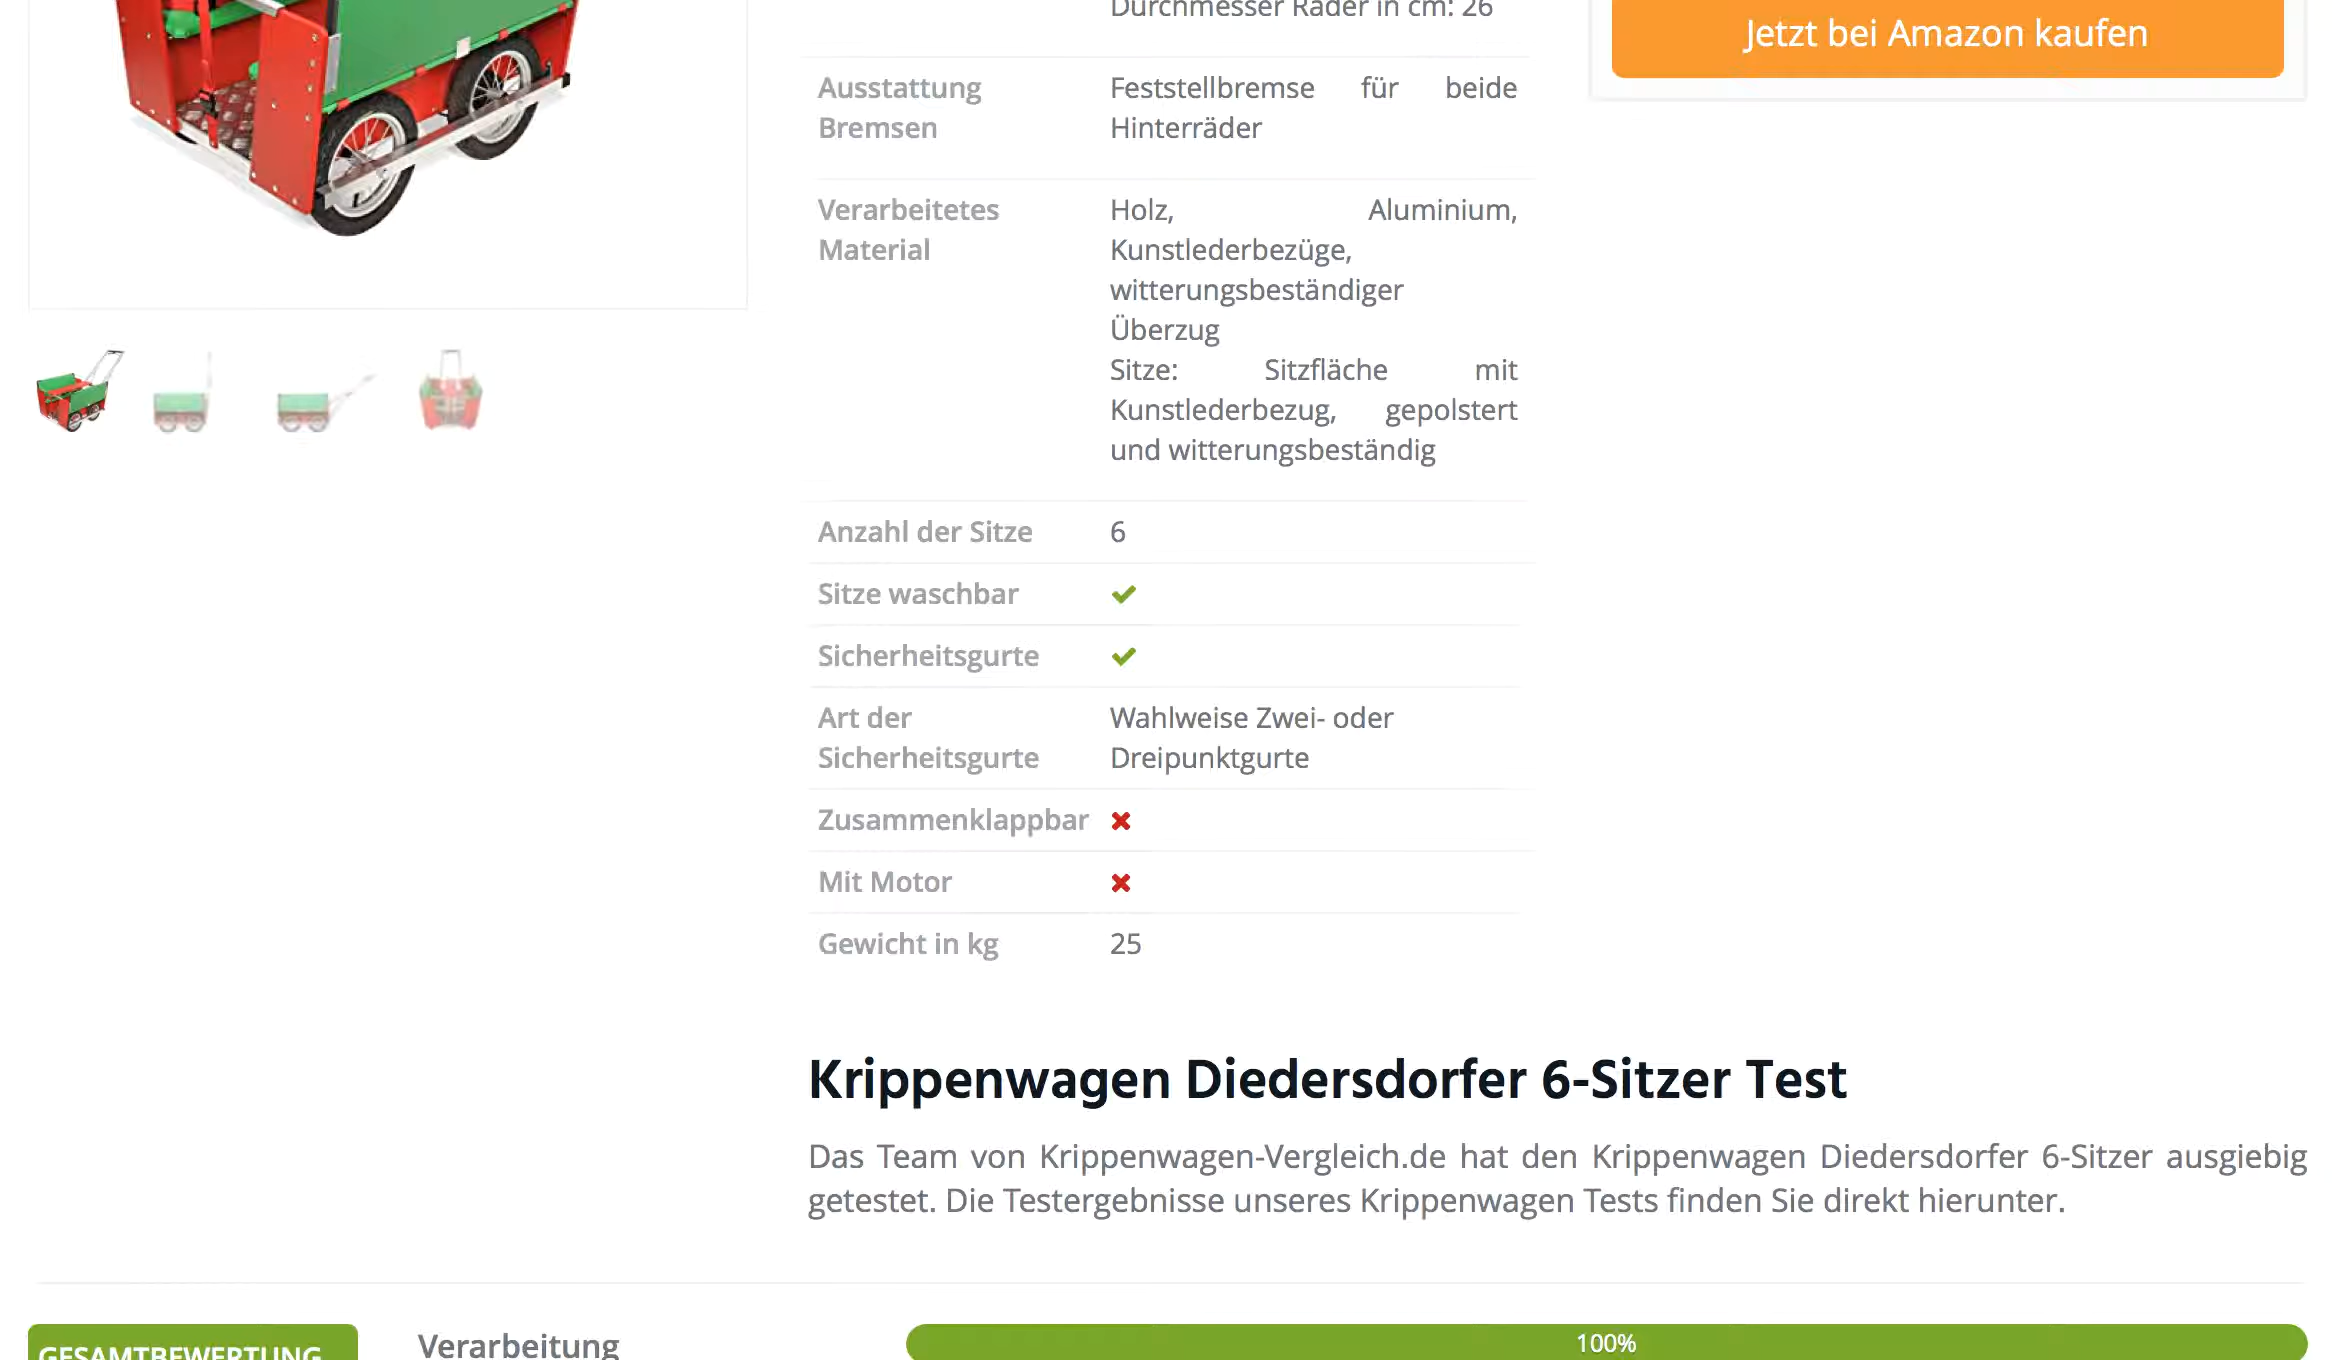 Durchmesser Räder in cm: 26
Jetzt bei Amazon kaufen
Ausstattung Bremsen
Feststellbremse für beide
Hinterräder
Verarbeitetes Material
Holz, Aluminium,
Kunstlederbezüge,
witterungsbeständiger
Überzug
Sitze: Sitzfläche mit
Kunstlederbezug, gepolstert
und witterungsbeständig
Anzahl der Sitze 6
Sitze waschbar
Sicherheitsgurte
Art der Sicherheitsgurte
Wahlweise Zwei- oder
Dreipunktgurte
Zusammenklappbar
Mit Motor
Gewicht in kg 25
Krippenwagen Diedersdorfer 6-Sitzer Test
Das Team von Krippenwagen-Vergleich.de hat den Krippenwagen Diedersdorfer 6-Sitzer ausgiebig
getestet. Die Testergebnisse unseres Krippenwagen Tests finden Sie direkt hierunter.
GESAMTBEWERTUNG
Verarbeitung
100%